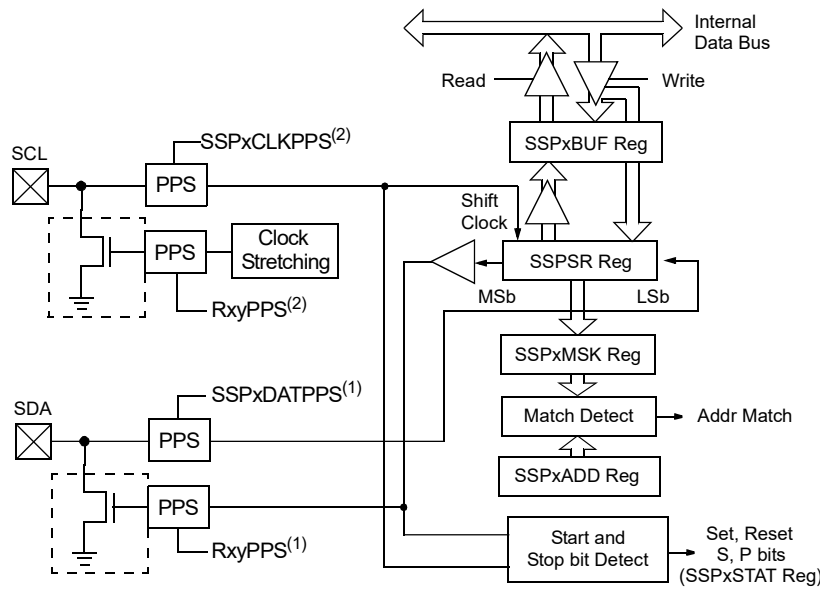 Internal
Data Bus
Read
Write
SSPxBUF Reg
SSPxCLKPPS(2)
SCL
PPS
Shift
Clock
PPS
Clock
Stretching
SSPSR Reg
MSb
LSb
RxyPPS(2)
SSPxMSK Reg
SSPxDATPPS(1)
SDA
PPS
Match Detect
Addr Match
SSPxADD Reg
PPS
RxyPPS(1)
Start and
Stop bit Detect
Set, Reset
S, P bits
(SSPxSTAT Reg)